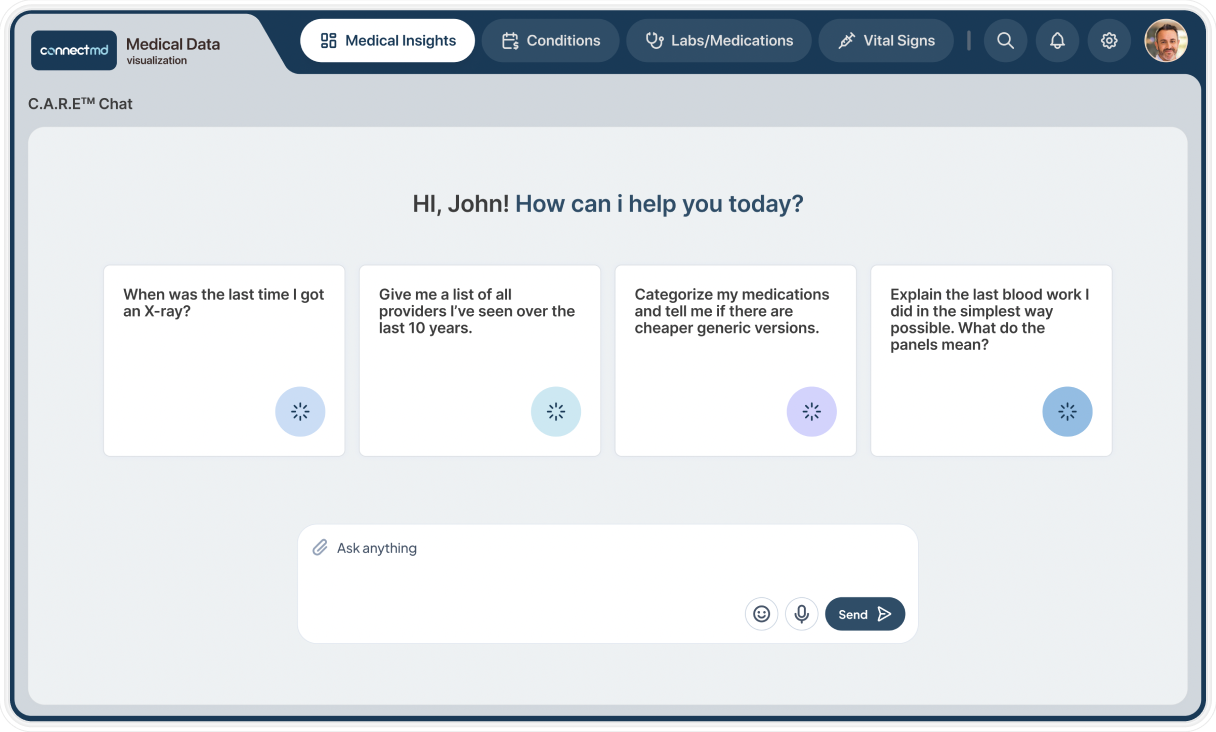 connectmd
Medical Data
visualization
Medical Insights
Conditions
Labs/Medications
Vital Signs
C.A.R.E™ Chat
HI, John! How can i help you today?
When was the last time I got
an X-ray?
Give me a list of all
providers I’ve seen over the
last 10 years.
Categorize my medications
and tell me if there are
cheaper generic versions.
Explain the last blood work I
did in the simplest way
possible. What do the
panels mean?
Ask anything
Send